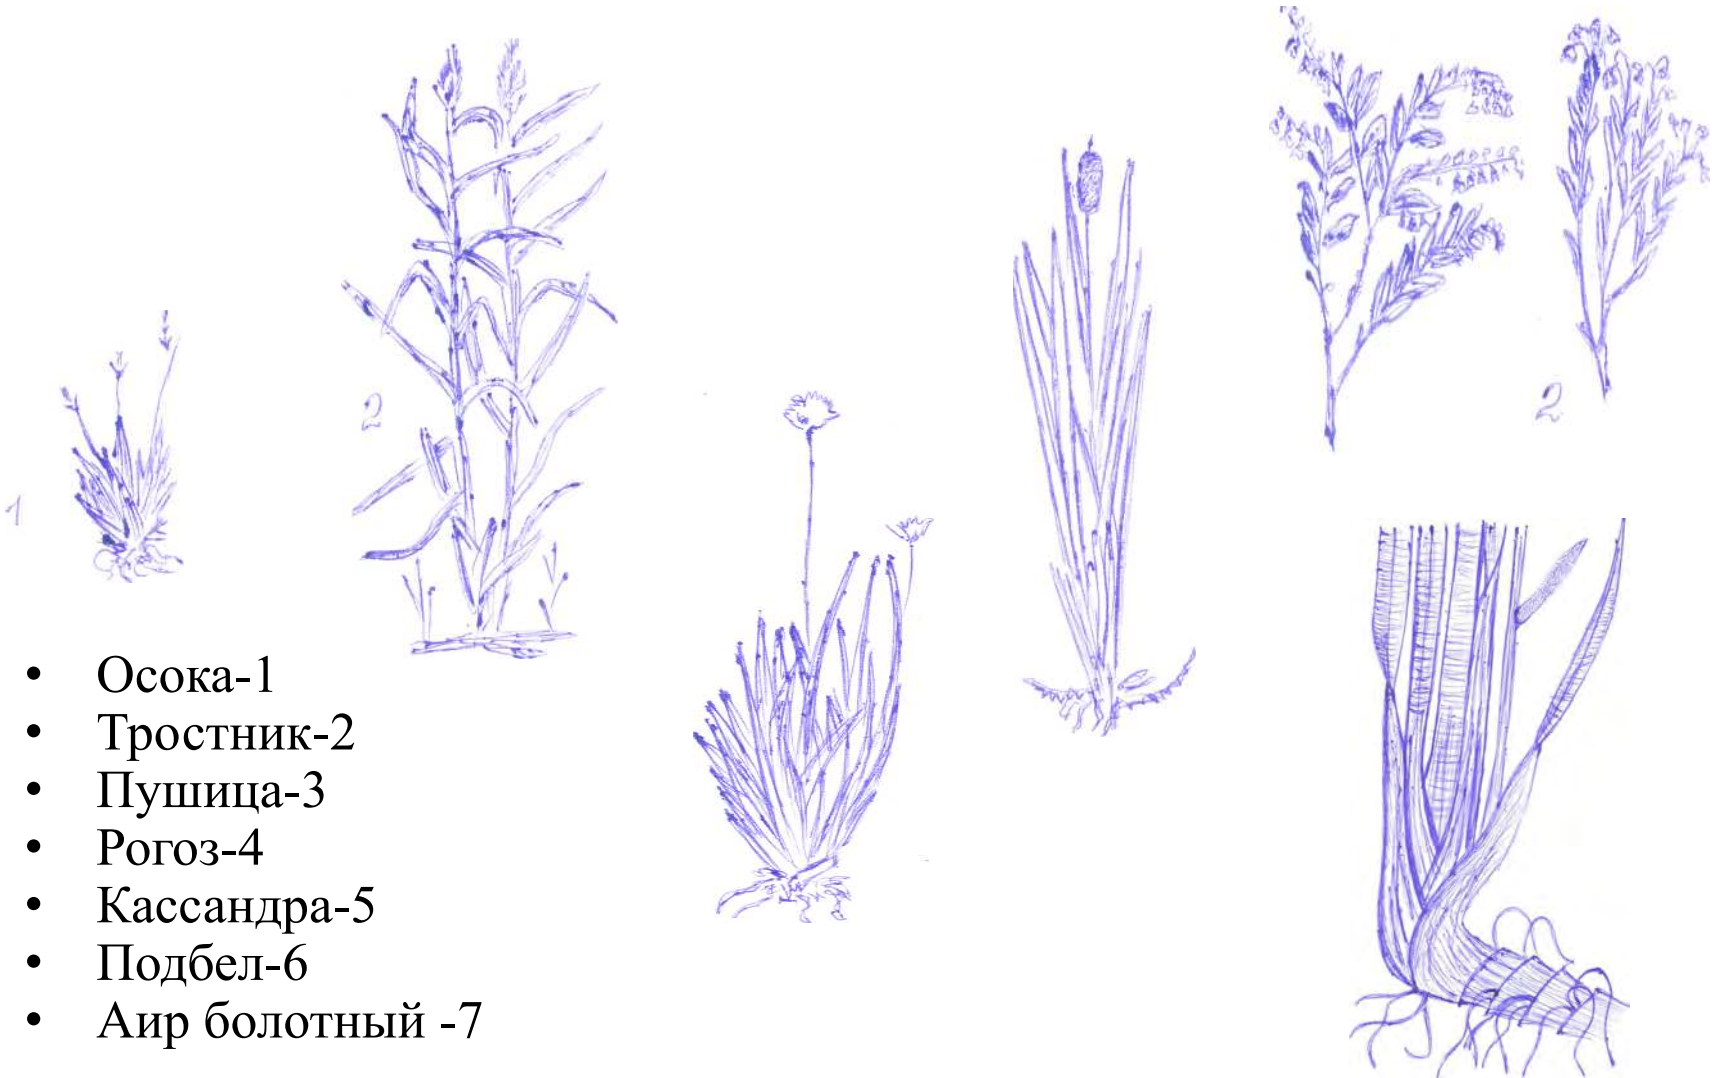 1
2
2
• Осока-1
• Тростник-2
• Пушица-3
• Рогоз-4
• Кассандра-5
• Подбел-6
• Аир болотный -7